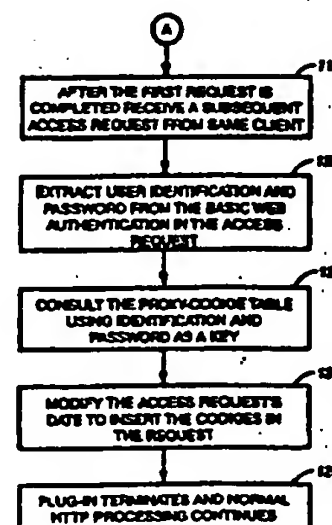 A
AFTER THE FIRST REQUEST IS
COMPLETED RECEIVE A SUBSEQUENT
ACCESS REQUEST FROM SAME CLIENT
EXTRACT USER IDENTIFICATION AND
PASSWORD FROM THE BASIC WEB
AUTHENTICATION IN THE ACCESS
REQUEST
CONSULT THE PROXY-COOKIE TABLE
USING IDENTIFICATION AND
PASSWORD AS A KEY
MODIFY THE ACCESS REQUESTS
DATE TO INSERT THE COOKIES IN
THE REQUEST
PLUG-IN TERMINATES AND NORMAL
HTTP PROCESSING CONTINUES